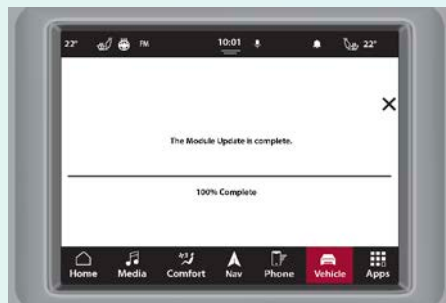 22° FM 10:01 22°
X
The Module Update is complete.
100% Complete
Home Media Comfort Nav Phone Vehicle Apps